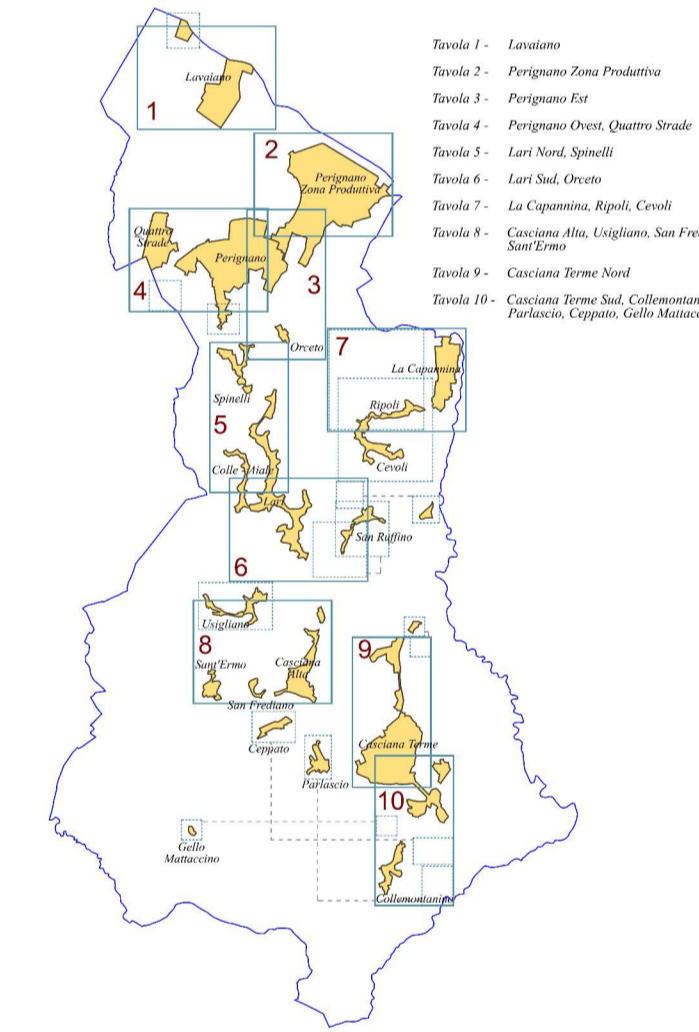 Tavola 1 - Lavaiano
Tavola 2 - Perignano Zona Produttiva
Tavola 3 - Perignano Est
Tavola 4 - Perignano Ovest, Quattro Strade
Tavola 5 - Lari Nord, Spinelli
Tavola 6 - Lari Sud, Orceto
Tavola 7 - La Capannina, Ripoli, Cevoli
Tavola 8 - Casciana Alta, Usigliano, San Fre
Sant'Ermo
Tavola 9 - Casciana Terme Nord
Tavola 10 - Casciana Terme Sud, Collemontan
Parlascio, Ceppato, Gello Mattacc
Lavaiano
1
2
Perignano
Zona Produttiva
Quattro
Strade
Perignano
3
4
Orceto
7
La Capannina
Spinelli
Ripoli
5
Colle - Aiale
Cevoli
Lari
San Ruffino
6
Usigliano
8
9
Sant'Ermo
Casciana
Alta
San Frediano
Ceppato
Casciana Terme
Parlascio
10
Gello
Mattaccino
Collemontanino